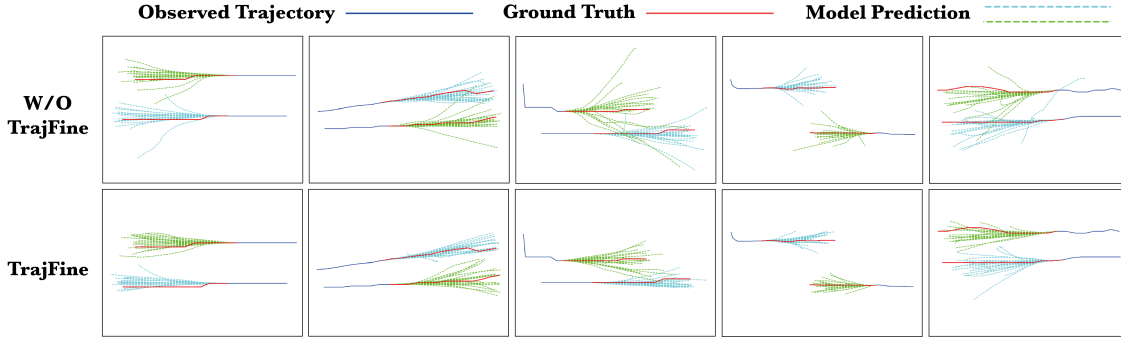 Observed Trajectory Ground Truth Model Prediction
W/O
TrajFine
TrajFine